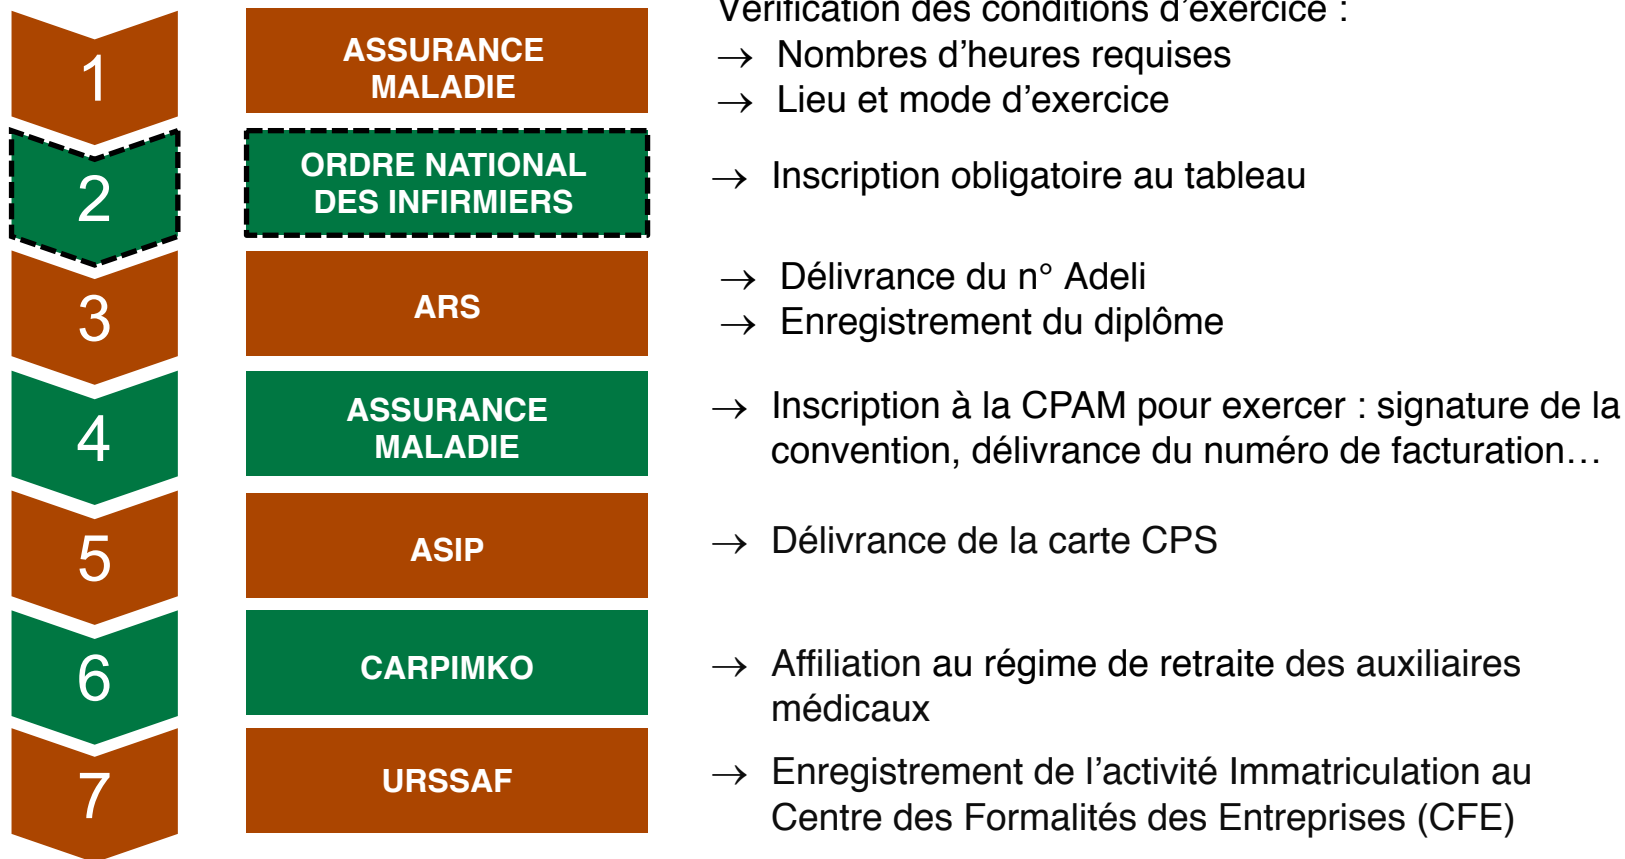 Vérification des conditions d’exercice :
1
ASSURANCE
MALADIE
→ Nombres d’heures requises
→ Lieu et mode d’exercice
2
ORDRE NATIONAL
DES INFIRMIERS
→ Inscription obligatoire au tableau
3
ARS
→ Délivrance du n° Adeli
→ Enregistrement du diplôme
4
ASSURANCE
MALADIE
→ Inscription à la CPAM pour exercer : signature de la
convention, délivrance du numéro de facturation…
5
ASIP
→ Délivrance de la carte CPS
6
CARPIMKO
→ Affiliation au régime de retraite des auxiliaires
médicaux
7
URSSAF
→ Enregistrement de l’activité Immatriculation au
Centre des Formalités des Entreprises (CFE)